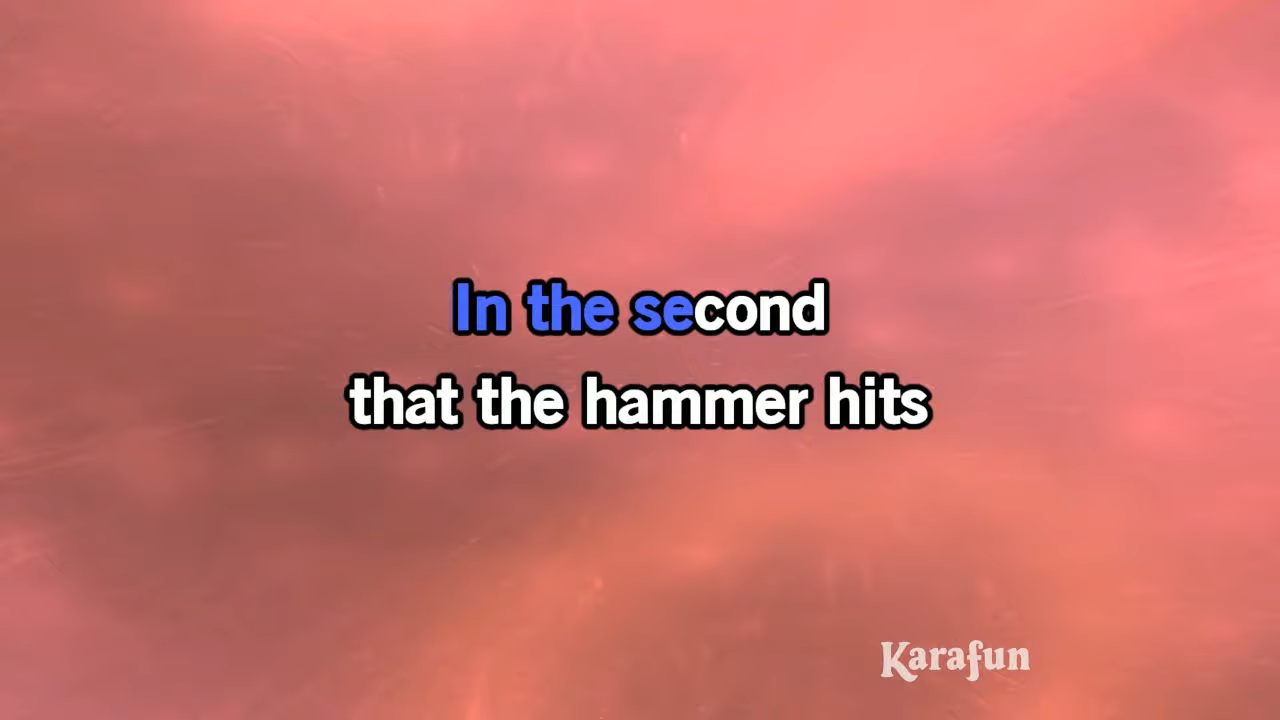 In the second
that the hammer hits
Karafun